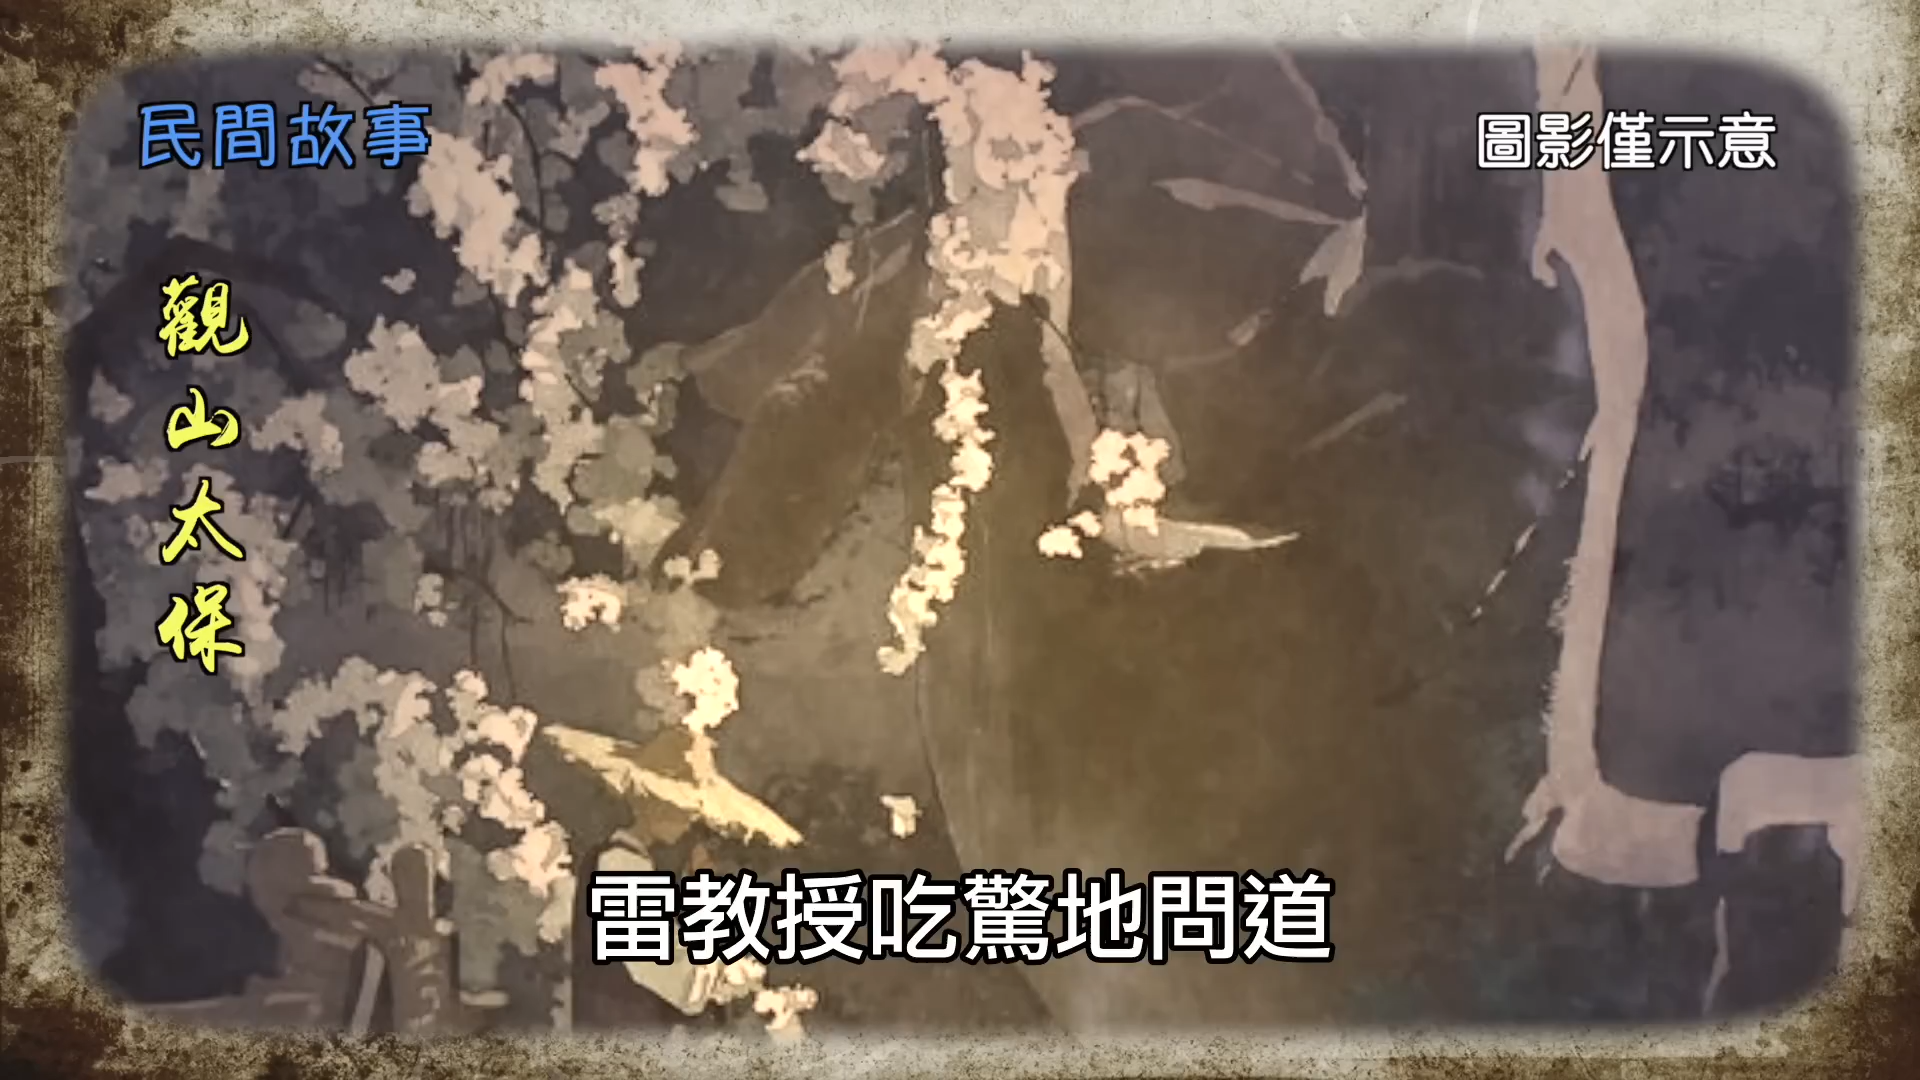 民間故事
圖影僅示意
觀山太保
雷教授吃驚地問道